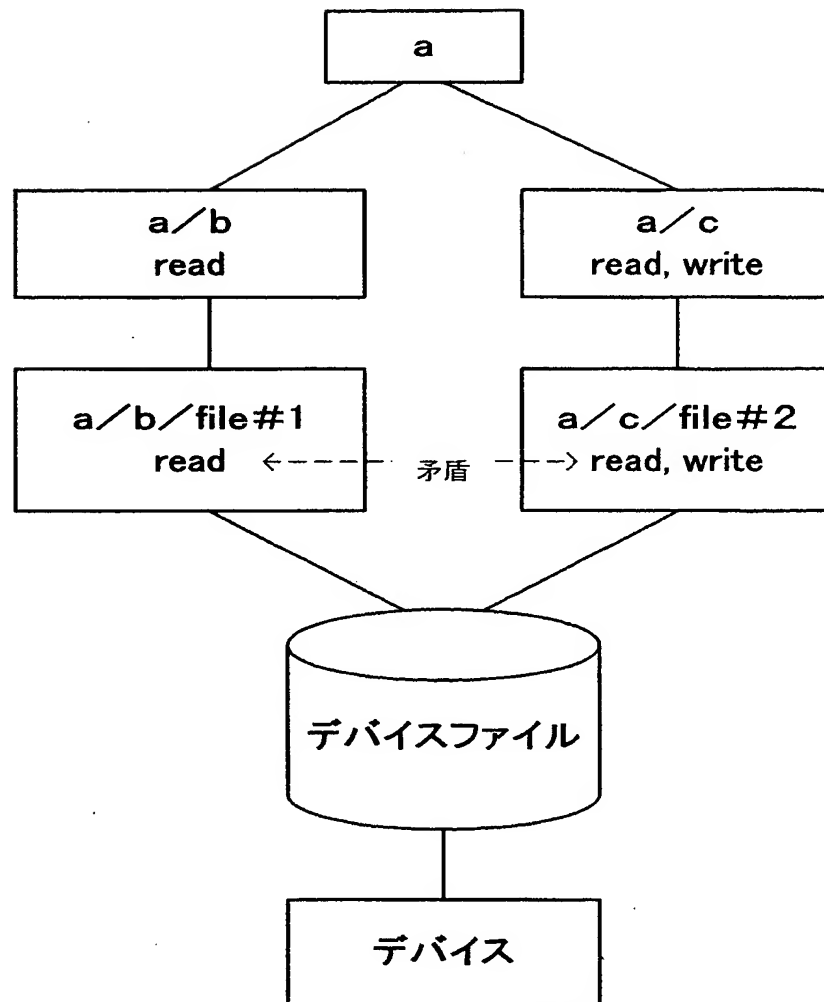 a
a／b
read
a／c
read, write
a／b／file＃1
read
a／c／file＃2
read, write
矛盾
デバイスファイル
デバイス